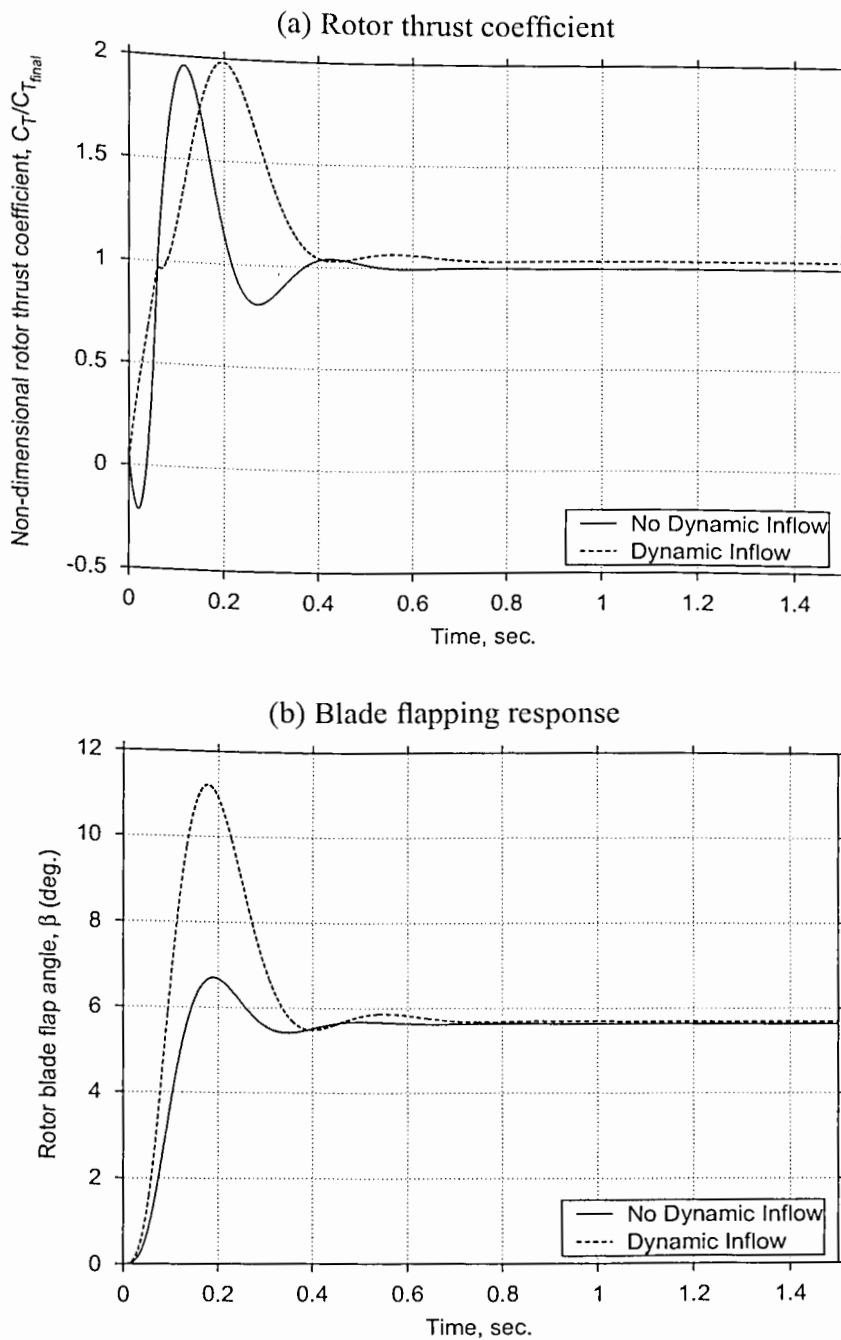 (a) Rotor thrust coefficient
Non-dimensional rotor thrust coefficient, C_T/C_{T_{final}}
2
1.5
1
0.5
0
-0.5
No Dynamic Inflow
Dynamic Inflow
0 0.2 0.4 0.6 0.8 1 1.2 1.4
Time, sec.
(b) Blade flapping response
Rotor blade flap angle, β (deg.)
12
10
8
6
4
2
0
No Dynamic Inflow
Dynamic Inflow
0 0.2 0.4 0.6 0.8 1 1.2 1.4
Time, sec.